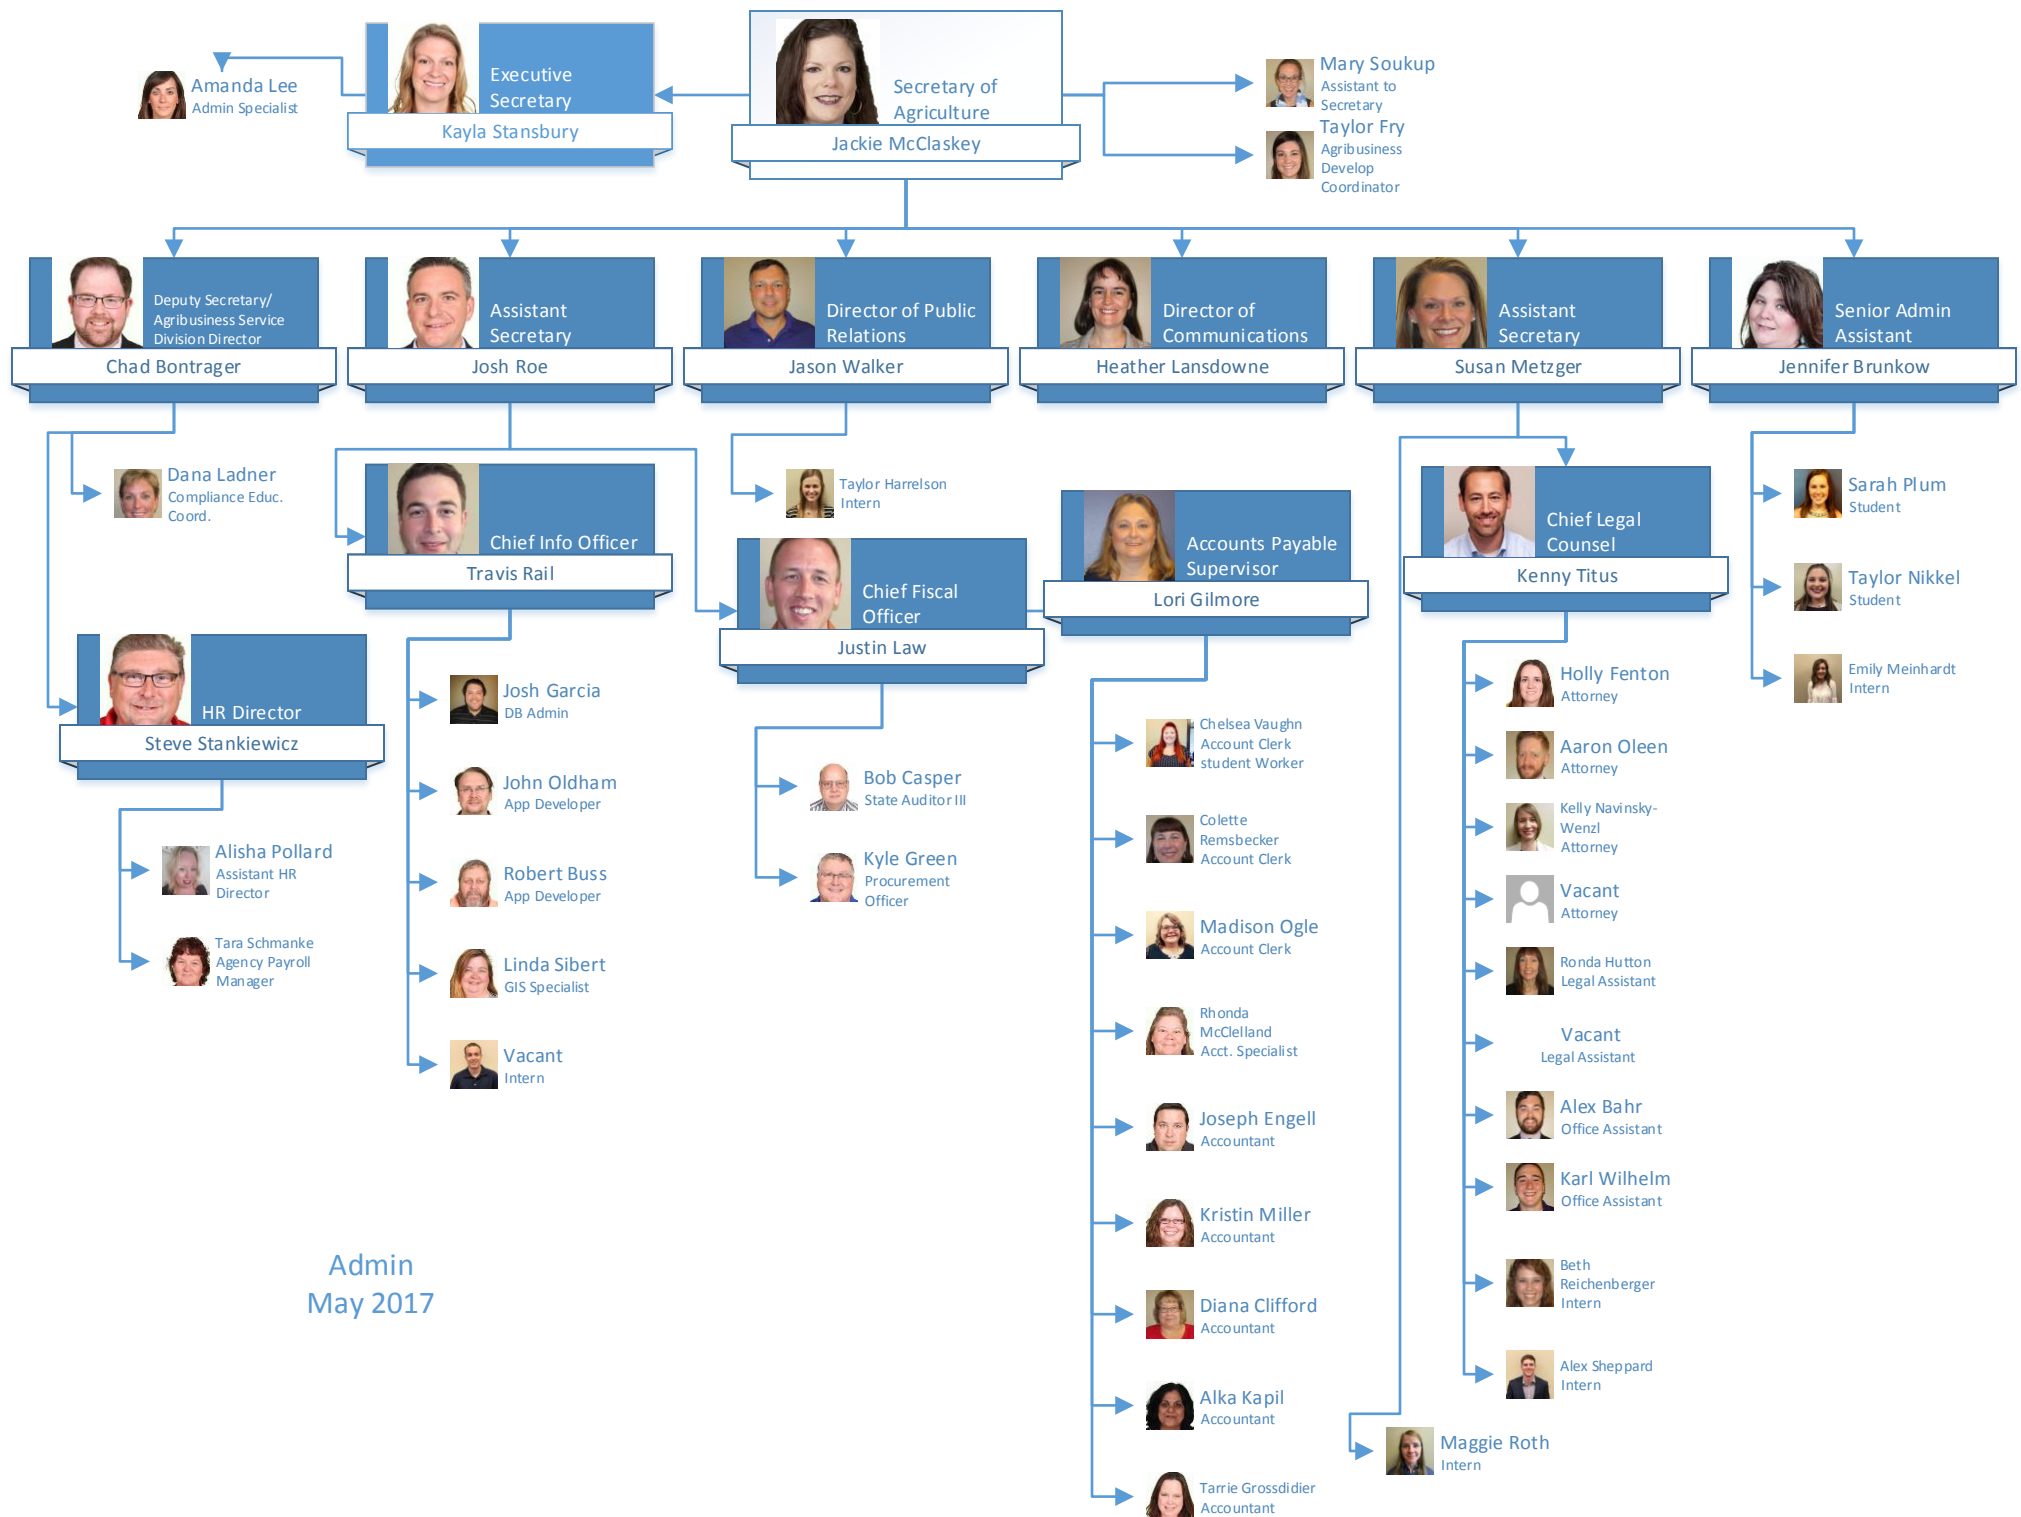 Amanda Lee
Admin Specialist
Executive
Secretary
Kayla Stansbury
Secretary of
Agriculture
Jackie McClaskey
Mary Soukup
Assistant to
Secretary
Taylor Fry
Agribusiness
Develop
Coordinator
Deputy Secretary/
Agribusiness Service
Division Director
Chad Bontrager
Assistant
Secretary
Josh Roe
Director of Public
Relations
Jason Walker
Director of
Communications
Heather Lansdowne
Assistant
Secretary
Susan Metzger
Senior Admin
Assistant
Jennifer Brunkow
Dana Ladner
Compliance Educ.
Coord.
HR Director
Steve Stankiewicz
Alisha Pollard
Assistant HR
Director
Tara Schmanke
Agency Payroll
Manager
Chief Info Officer
Travis Rail
Josh Garcia
DB Admin
John Oldham
App Developer
Robert Buss
App Developer
Linda Sibert
GIS Specialist
Vacant
Intern
Taylor Harrelson
Intern
Chief Fiscal
Officer
Justin Law
Bob Casper
State Auditor III
Kyle Green
Procurement
Officer
Accounts Payable
Supervisor
Lori Gilmore
Chelsea Vaughn
Account Clerk
student Worker
Colette
Remsbecker
Account Clerk
Madison Ogle
Account Clerk
Rhonda
McClelland
Acct. Specialist
Joseph Engell
Accountant
Kristin Miller
Accountant
Diana Clifford
Accountant
Alka Kapil
Accountant
Tarrie Grossdidier
Accountant
Chief Legal
Counsel
Kenny Titus
Holly Fenton
Attorney
Aaron Oleen
Attorney
Kelly Navinsky-
Wenzl
Attorney
Vacant
Attorney
Ronda Hutton
Legal Assistant
Vacant
Legal Assistant
Alex Bahr
Office Assistant
Karl Wilhelm
Office Assistant
Beth
Reichenberger
Intern
Alex Sheppard
Intern
Maggie Roth
Intern
Sarah Plum
Student
Taylor Nikkel
Student
Emily Meinhardt
Intern
Admin
May 2017